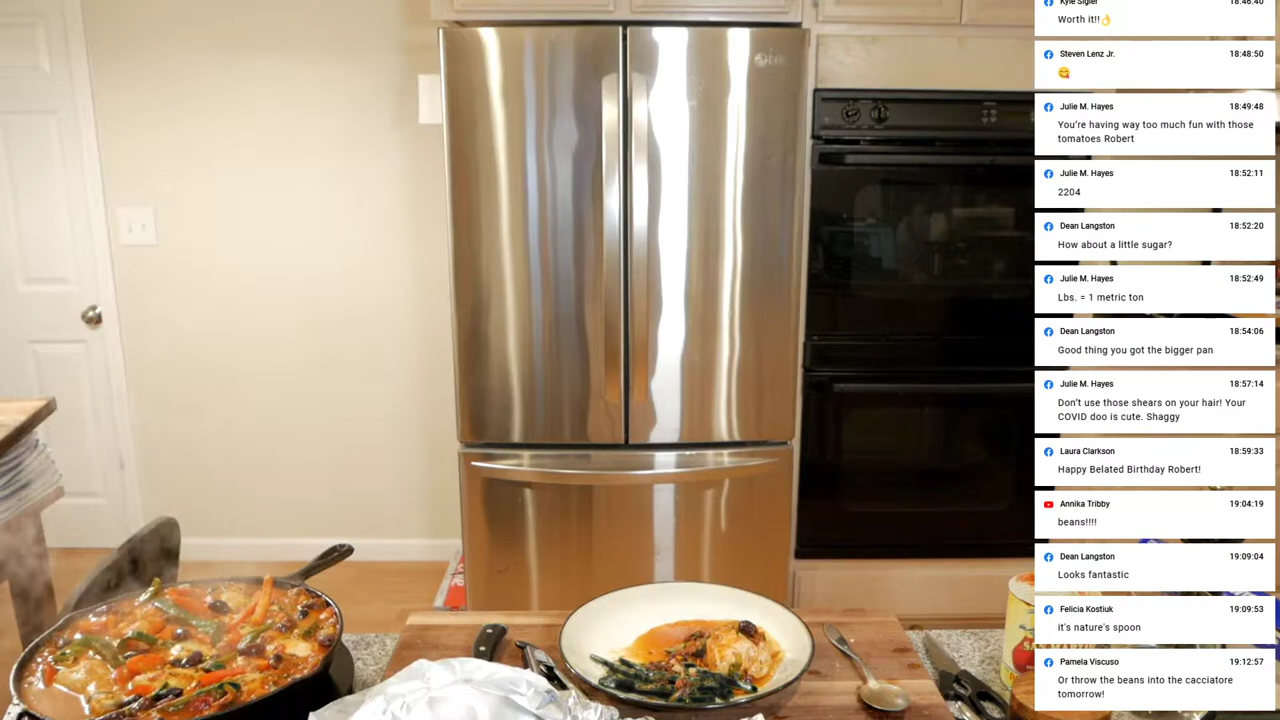 Kyle Sigler 18:46:40
Worth it!!👌
Steven Lenz Jr. 18:48:50
😋
Julie M. Hayes 18:49:48
You're having way too much fun with those
tomatoes Robert
Julie M. Hayes 18:52:11
2204
Dean Langston 18:52:20
How about a little sugar?
Julie M. Hayes 18:52:49
Lbs. = 1 metric ton
Dean Langston 18:54:06
Good thing you got the bigger pan
Julie M. Hayes 18:57:14
Don't use those shears on your hair! Your
COVID doo is cute. Shaggy
Laura Clarkson 18:59:33
Happy Belated Birthday Robert!
Annika Tribby 19:04:19
beans!!!!
Dean Langston 19:09:04
Looks fantastic
Felicia Kostiuk 19:09:53
it's nature's spoon
Pamela Viscuso 19:12:57
Or throw the beans into the cacciatore
tomorrow!